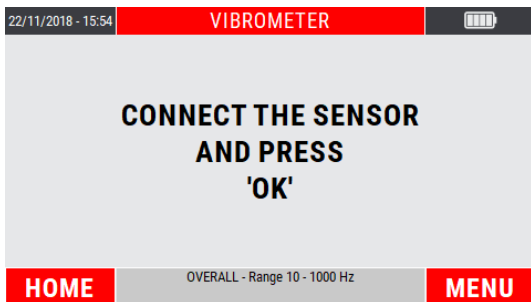 22/11/2018 - 15:54 VIBROMETER
CONNECT THE SENSOR
AND PRESS
'OK'
HOME OVERALL - Range 10 - 1000 Hz MENU